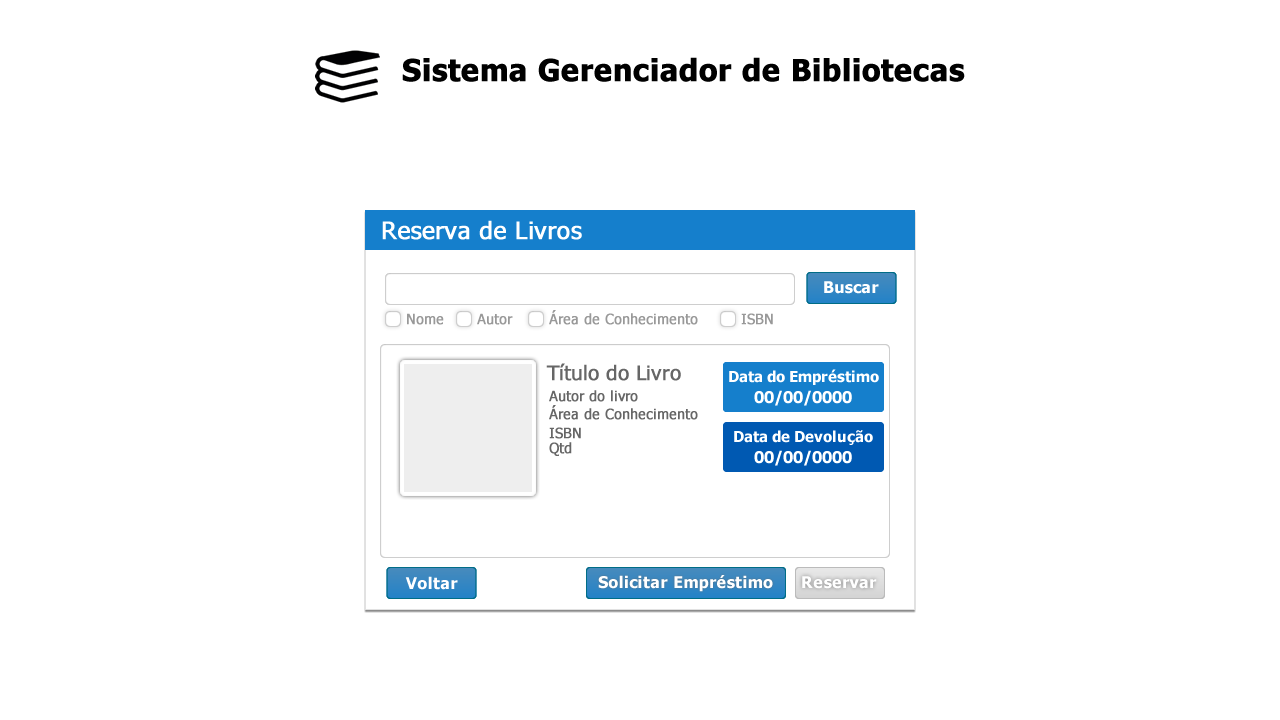 Sistema Gerenciador de Bibliotecas
Reserva de Livros
Buscar
Nome Autor Área de Conhecimento ISBN
Título do Livro
Autor do livro
Área de Conhecimento
ISBN
Qtd
Data do Empréstimo
00/00/0000
Data de Devolução
00/00/0000
Voltar Solicitar Empréstimo Reservar